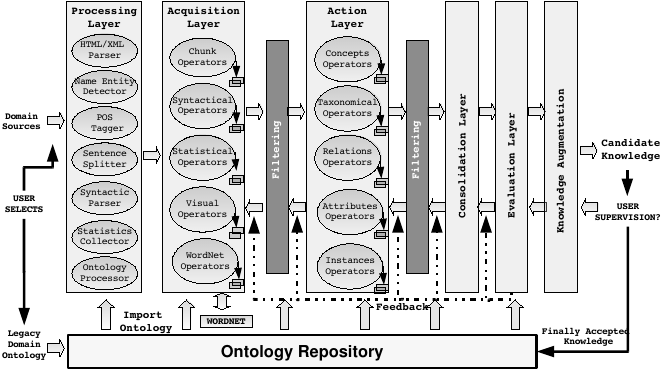 Processing
Layer
HTML/XML
Parser
Name Entity
Detector
POS
Tagger
Sentence
Splitter
Syntactic
Parser
Statistics
Collector
Ontology
Processor
Acquisition
Layer
Chunk
Operators
Syntactical
Operators
Statistical
Operators
Visual
Operators
WordNet
Operators
Filtering
Action
Layer
Concepts
Operators
Taxonomical
Operators
Relations
Operators
Attributes
Operators
Instances
Operators
Filtering
Consolidation Layer
Evaluation Layer
Knowledge Augmentation
Domain
Sources
USER
SELECTS
Legacy
Domain
Ontology
Candidate
Knowledge
USER
SUPERVISION?
Finally Accepted
Knowledge
Feedback
Import
Ontology
WORDNET
Ontology Repository